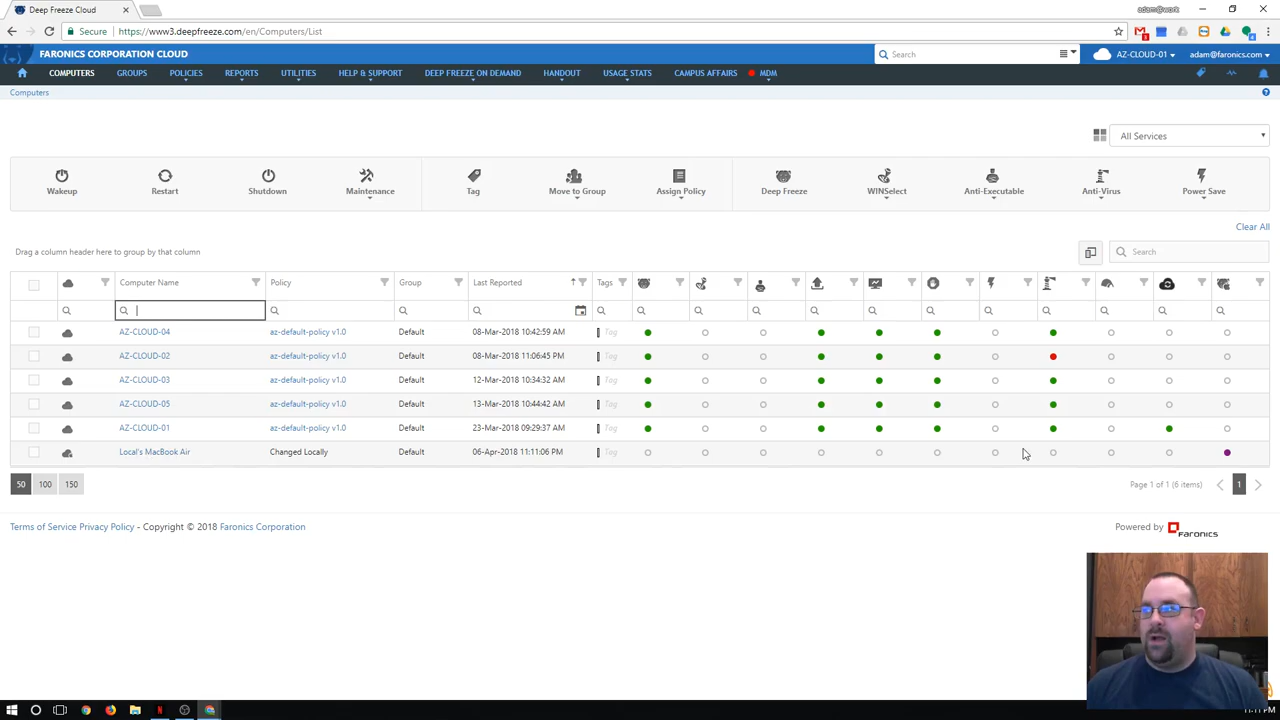 Deep Freeze Cloud
adam@work
Secure
https://www3.deepfreeze.com/en/Computers/List
FARONICS CORPORATION CLOUD
Search
AZ-CLOUD-01
adam@faronics.com
COMPUTERS GROUPS POLICIES REPORTS UTILITIES HELP & SUPPORT DEEP FREEZE ON DEMAND HANDOUT USAGE STATS CAMPUS AFFAIRS MDM
Computers
All Services
Wakeup Restart Shutdown Maintenance Tag Move to Group Assign Policy Deep Freeze WINSelect Anti-Executable Anti-Virus Power Save
Clear All
Drag a column header here to group by that column
Search
Computer Name Policy Group Last Reported Tags
AZ-CLOUD-04 az-default-policy v1.0 Default 08-Mar-2018 10:42:59 AM Tag
AZ-CLOUD-02 az-default-policy v1.0 Default 08-Mar-2018 11:06:45 PM Tag
AZ-CLOUD-03 az-default-policy v1.0 Default 12-Mar-2018 10:34:32 AM Tag
AZ-CLOUD-05 az-default-policy v1.0 Default 13-Mar-2018 10:44:42 AM Tag
AZ-CLOUD-01 az-default-policy v1.0 Default 23-Mar-2018 09:29:37 AM Tag
Local's MacBook Air Changed Locally Default 06-Apr-2018 11:11:06 PM Tag
50 100 150
Page 1 of 1 (6 items) 1
Terms of Service Privacy Policy - Copyright © 2018 Faronics Corporation
Powered by Faronics